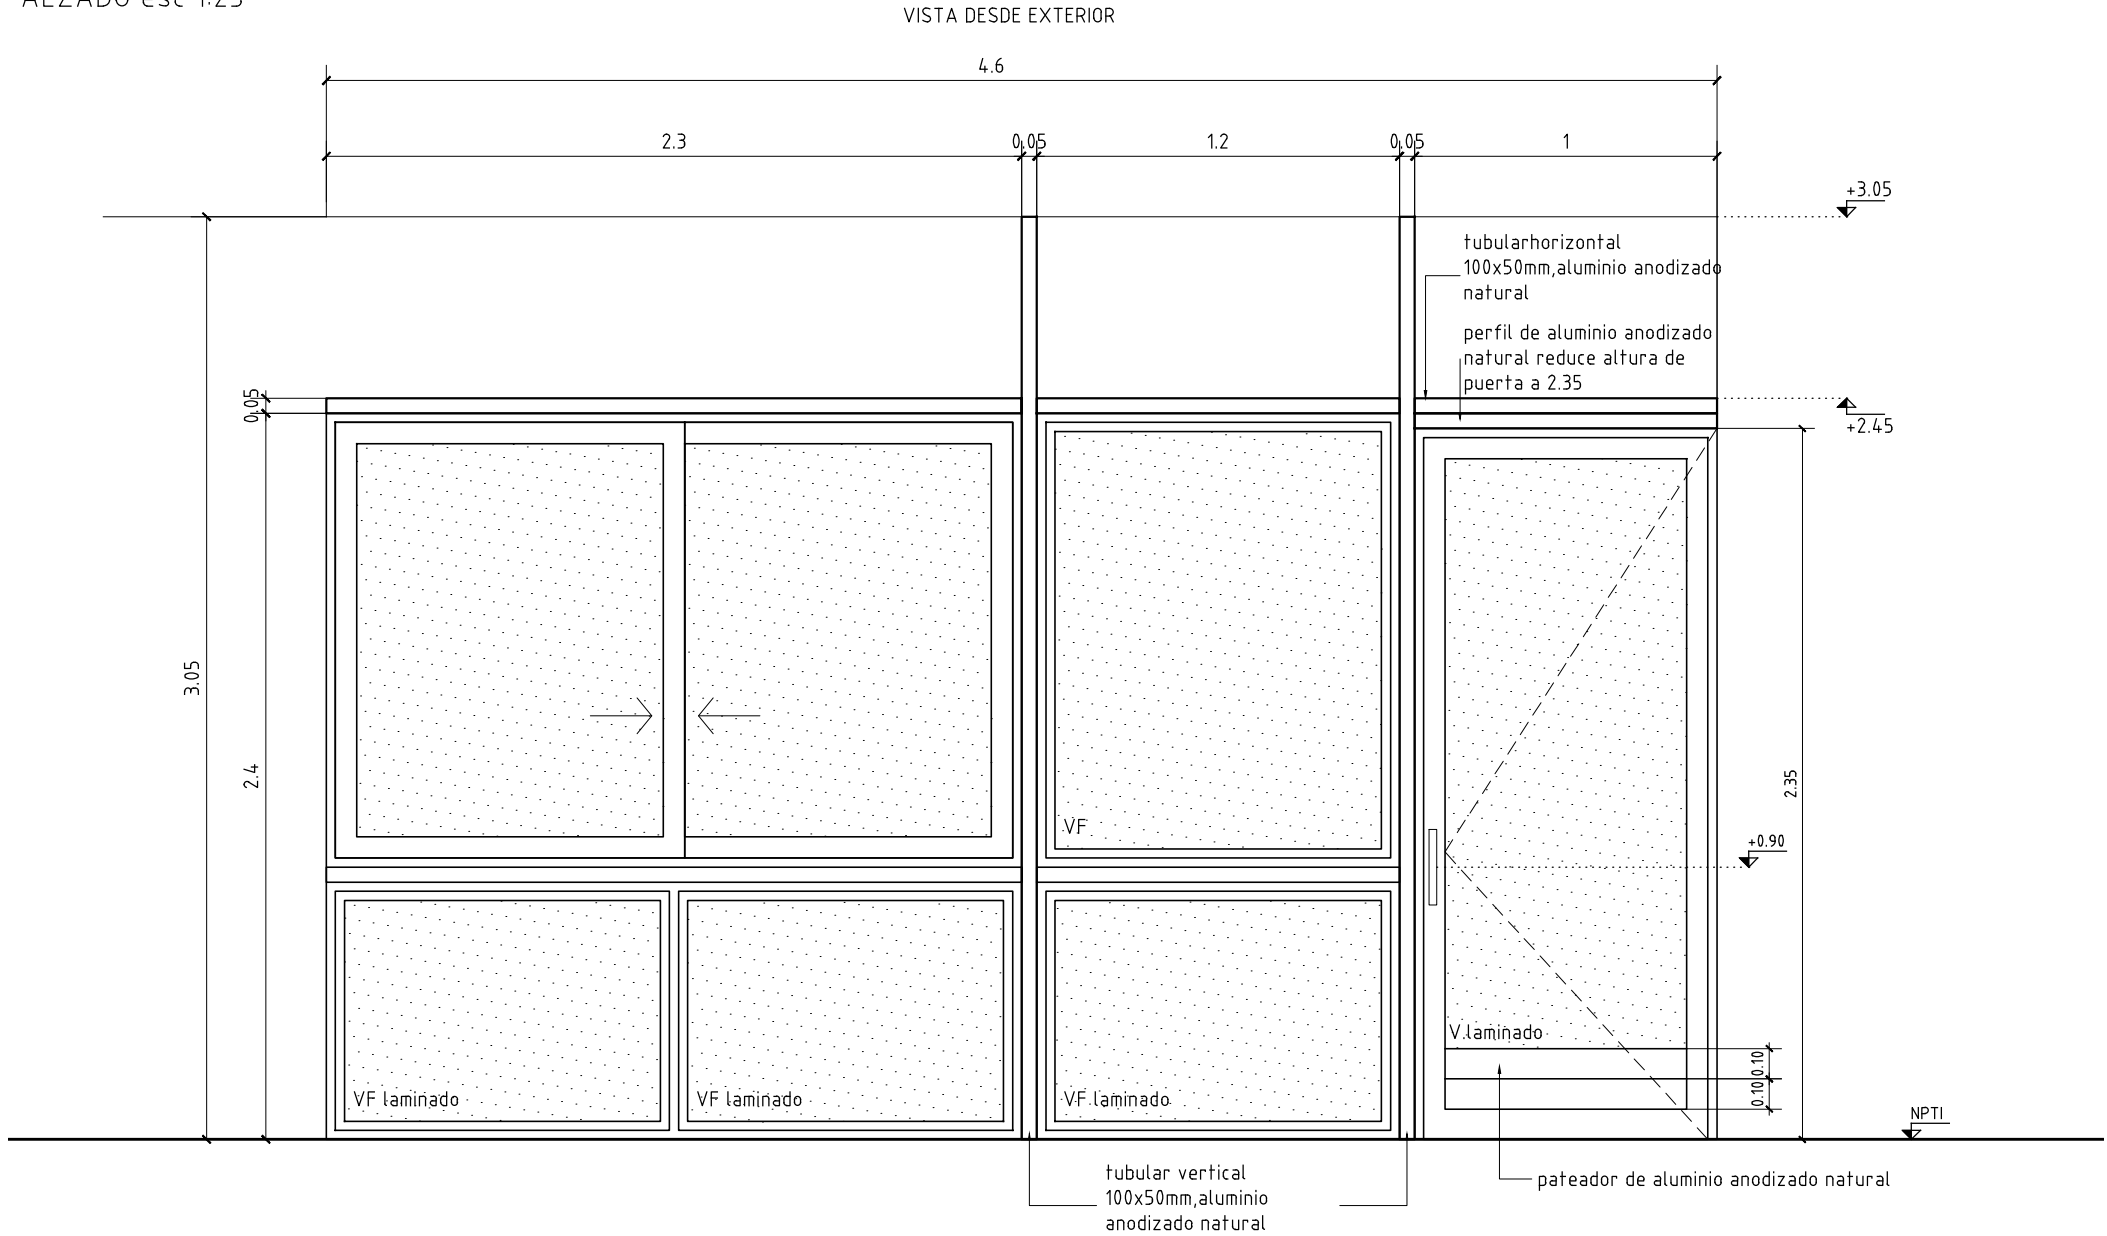 ALZADO esc 1:25
VISTA DESDE EXTERIOR
4.6
2.3
0.05
1.2
0.05
1
+3.05
tubularhorizontal
100x50mm,aluminio anodizado
natural
perfil de aluminio anodizado
natural reduce altura de
puerta a 2.35
0.05
+2.45
3.05
2.4
2.35
VF
+0.90
V.laminado
0.10
0.10
VF laminado
VF laminado
VF laminado
NPTI
tubular vertical
100x50mm,aluminio
anodizado natural
pateador de aluminio anodizado natural